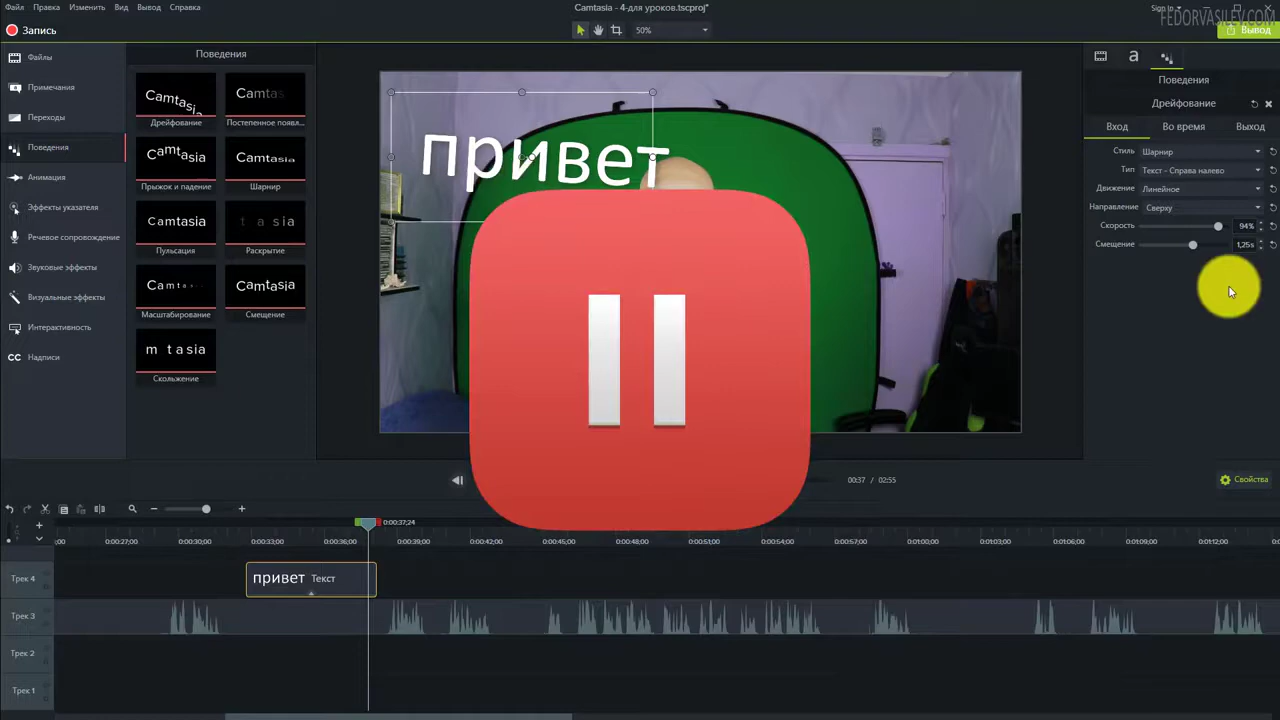 Файл Правка Изменить Вид Вывод Справка
Camtasia - 4-для уроков.tscproj*
Sign In
FEDORVASILEV.COM
Запись
50%
Вывод
Файлы
Примечания
Переходы
Поведения
Анимация
Эффекты указателя
Речевое сопровождение
Звуковые эффекты
Визуальные эффекты
Интерактивность
CC Надписи
Поведения
Camtasia Camtas
Дрейфование Постепенное появл...
Camtasia Camtasia
Прыжок и падение Шарнир
Camtasia t a sia
Пульсация Раскрытие
Camt Camtasia
Масштабирование Смещение
m t a s i a
Скольжение
привет
a
Поведения
Дрейфование
Вход Во время Выход
Стиль Шарнир
Тип Текст - Справа налево
Движение Линейное
Направление Сверху
Скорость 94%
Смещение 1,25s
00:37 / 02:55
Свойства
0:00:37;24
0:00:27;00 0:00:30;00 0:00:33;00 0:00:36;00 0:00:39;00 0:00:42;00 0:00:45;00 0:00:48;00 0:00:51;00 0:00:54;00 0:00:57;00 0:01:00;00 0:01:03;00 0:01:06;00 0:01:09;00 0:01:12;00
Трек 4 привет Текст
Трек 3
Трек 2
Трек 1